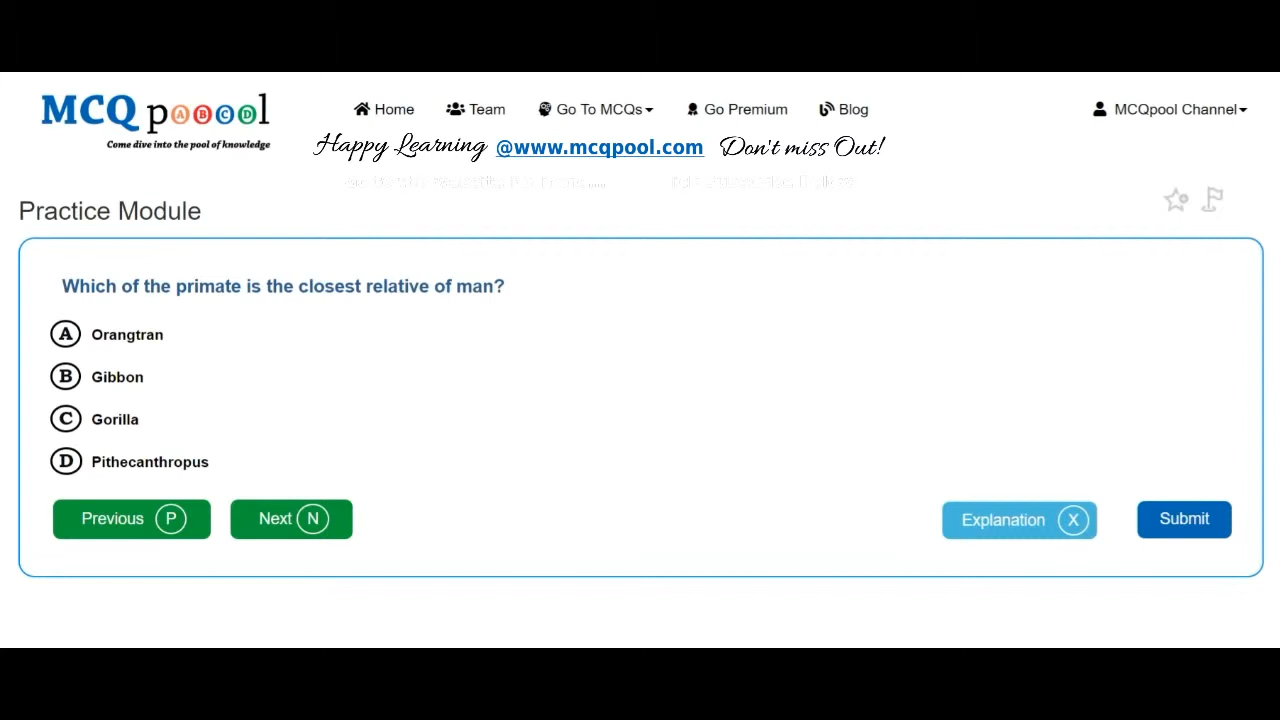 MCQ pooool
Come dive into the pool of knowledge
Home Team Go To MCQs Go Premium Blog MCQpool Channel
Happy Learning @www.mcqpool.com Don't miss Out!
Practice Module
Which of the primate is the closest relative of man?
A Orangtran
B Gibbon
C Gorilla
D Pithecanthropus
Previous P Next N Explanation X Submit